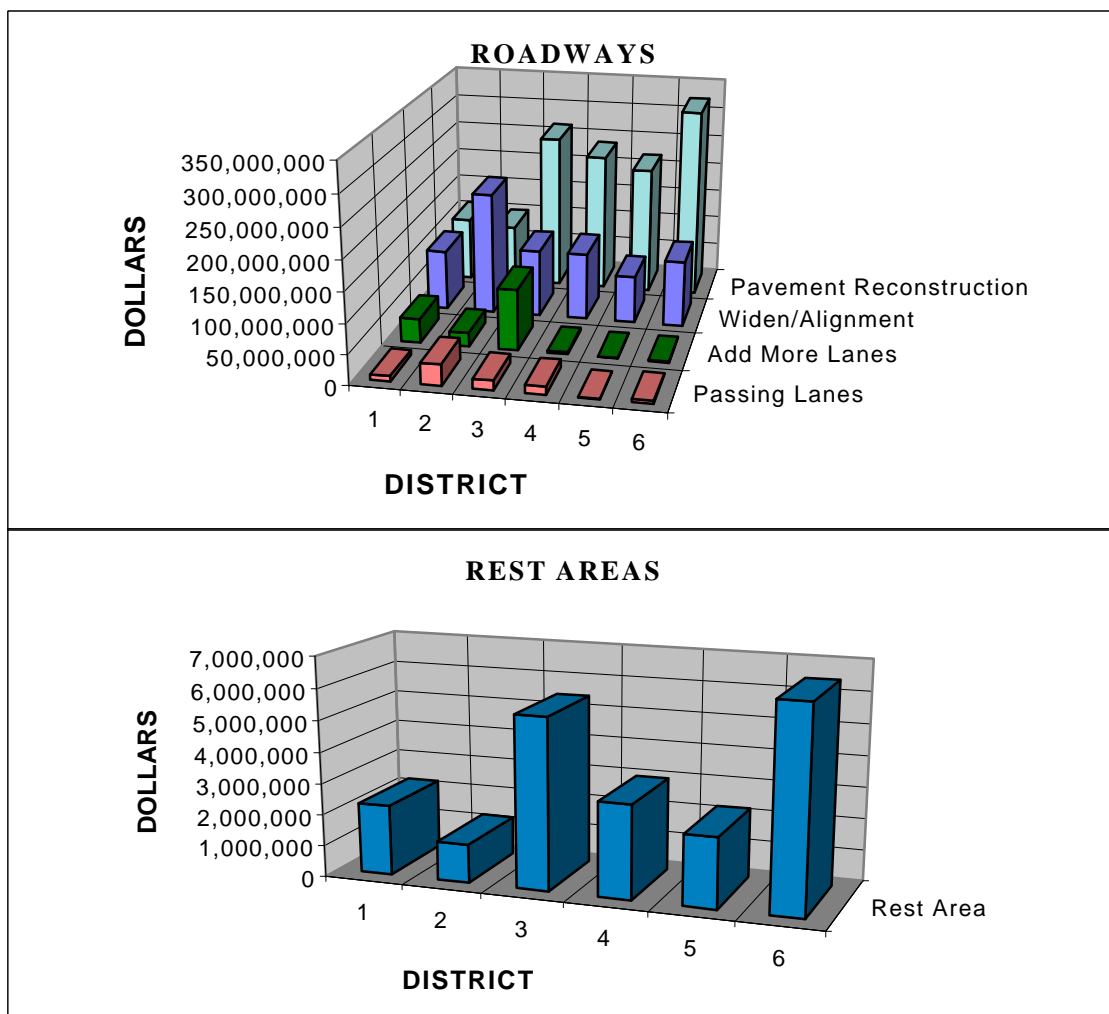 ROADWAYS
350,000,000
300,000,000
250,000,000
200,000,000
150,000,000
100,000,000
50,000,000
0
DOLLARS
1
2
3
4
5
6
DISTRICT
Pavement Reconstruction
Widen/Alignment
Add More Lanes
Passing Lanes
REST AREAS
7,000,000
6,000,000
5,000,000
4,000,000
3,000,000
2,000,000
1,000,000
0
DOLLARS
1
2
3
4
5
6
DISTRICT
Rest Area